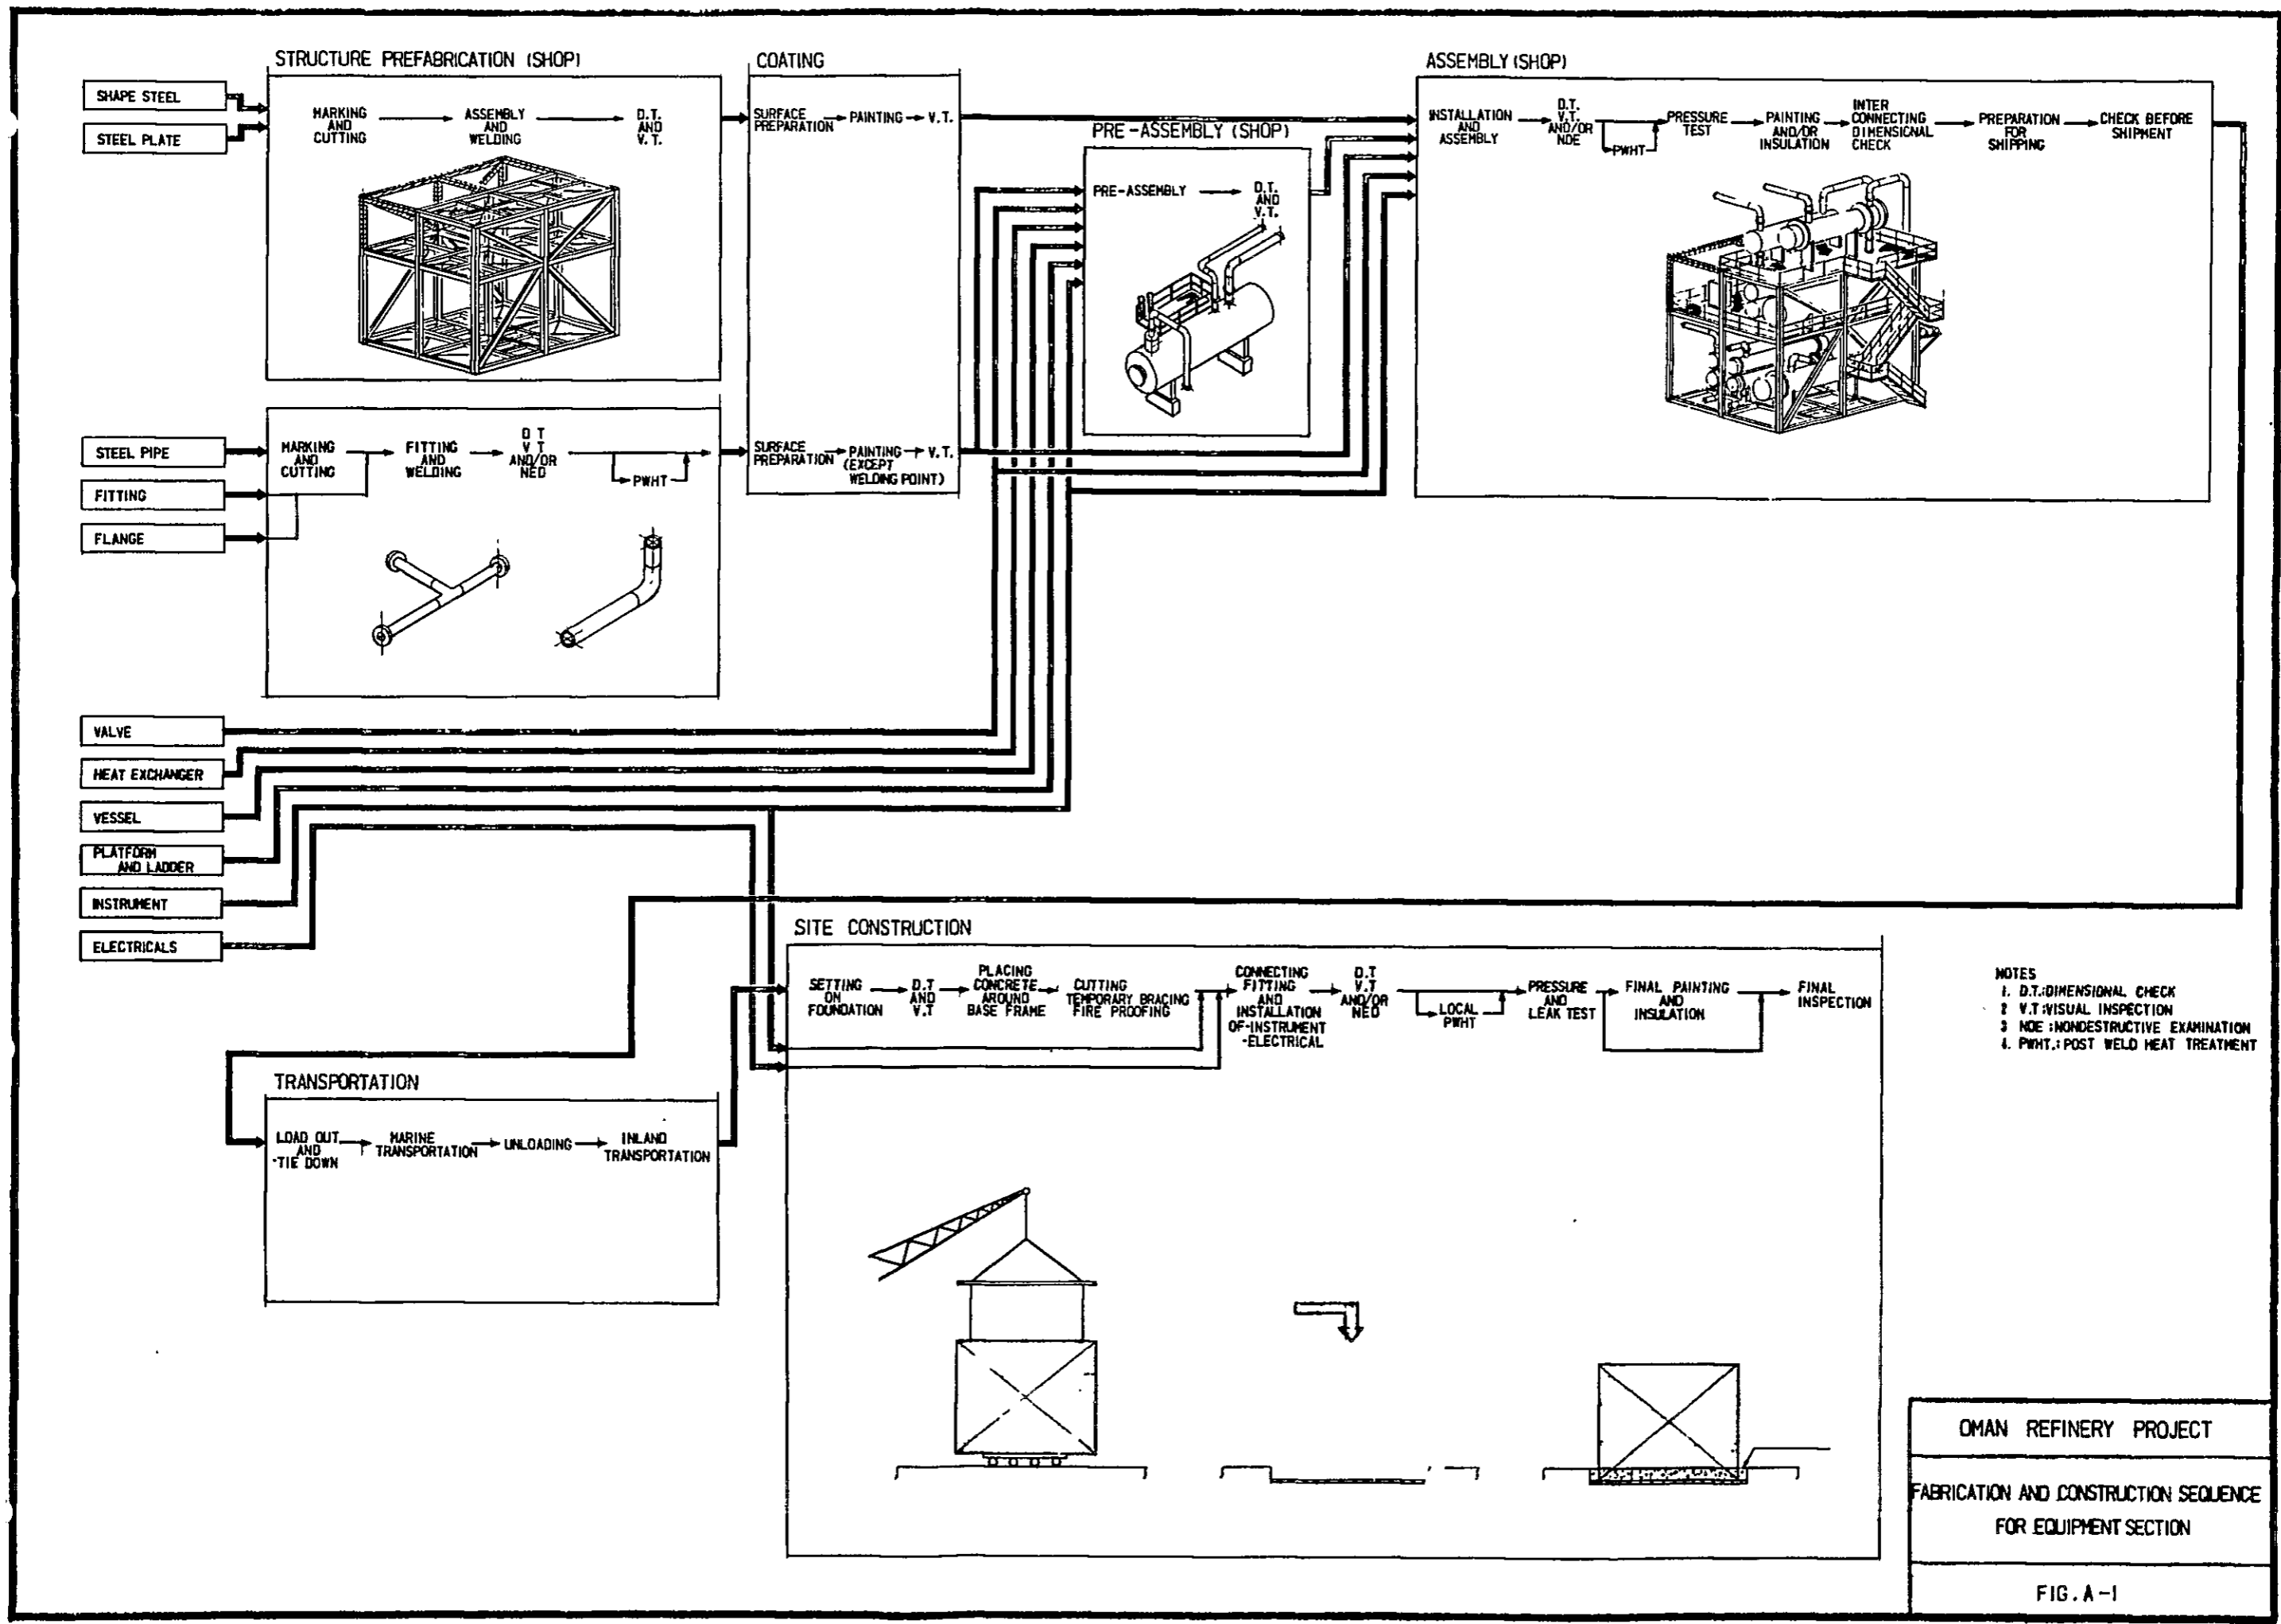 STRUCTURE PREFABRICATION (SHOP)
SHAPE STEEL
STEEL PLATE
MARKING
AND
CUTTING
ASSEMBLY
AND
WELDING
D.T.
AND
V.T.
COATING
SURFACE
PREPARATION
PAINTING
V.T.
PRE-ASSEMBLY (SHOP)
PRE-ASSEMBLY
D.T.
AND
V.T.
ASSEMBLY (SHOP)
INSTALLATION
AND
ASSEMBLY
D.T.
V.T.
AND/OR
NDE
PWHT
PRESSURE
TEST
PAINTING
AND/OR
INSULATION
INTER
CONNECTING
DIMENSIONAL
CHECK
PREPARATION
FOR
SHIPPING
CHECK BEFORE
SHIPMENT
STEEL PIPE
FITTING
FLANGE
MARKING
AND
CUTTING
FITTING
AND
WELDING
D T
V T
AND/OR
NED
PWHT
SURFACE
PREPARATION
PAINTING
(EXCEPT
WELDING POINT)
V.T.
VALVE
HEAT EXCHANGER
VESSEL
PLATFORM
AND LADDER
INSTRUMENT
ELECTRICALS
SITE CONSTRUCTION
SETTING
ON
FOUNDATION
D.T
AND
V.T
PLACING
CONCRETE
AROUND
BASE FRAME
CUTTING
TEMPORARY BRACING
FIRE PROOFING
CONNECTING
FITTING
AND
INSTALLATION
OF-INSTRUMENT
-ELECTRICAL
D.T
V.T
AND/OR
NED
LOCAL
PWHT
PRESSURE
AND
LEAK TEST
FINAL PAINTING
AND
INSULATION
FINAL
INSPECTION
NOTES
1. D.T.:DIMENSIONAL CHECK
2 V.T:VISUAL INSPECTION
3 NDE :NONDESTRUCTIVE EXAMINATION
4. PWHT.: POST WELD HEAT TREATMENT
TRANSPORTATION
LOAD OUT
AND
-TIE DOWN
MARINE
TRANSPORTATION
UNLOADING
INLAND
TRANSPORTATION
OMAN REFINERY PROJECT
FABRICATION AND CONSTRUCTION SEQUENCE
FOR EQUIPMENT SECTION
FIG. A-1